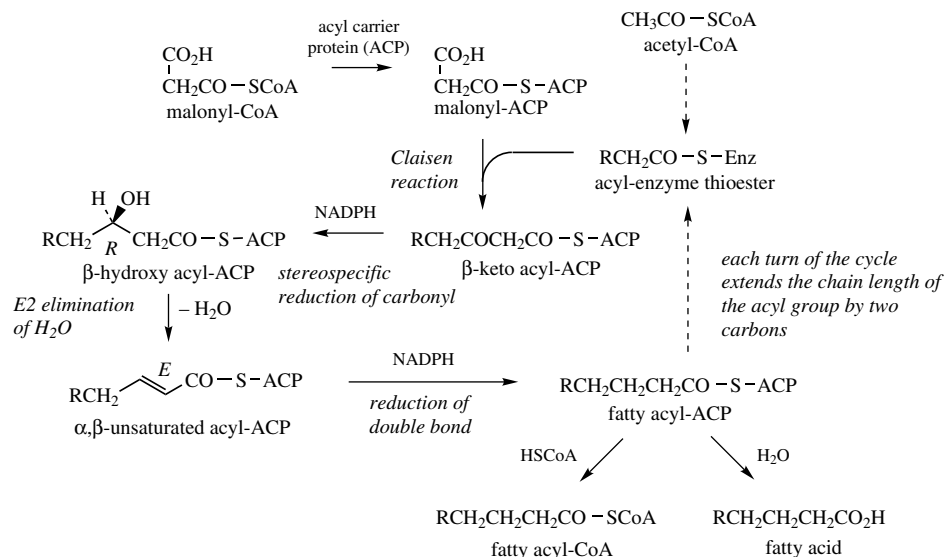 acyl carrier
protein (ACP)
CO₂H
CH₂CO – SCoA
malonyl-CoA
CO₂H
CH₂CO – S – ACP
malonyl-ACP
CH₃CO – SCoA
acetyl-CoA
Claisen
reaction
RCH₂CO – S – Enz
acyl-enzyme thioester
H
OH
RCH₂
R
CH₂CO – S – ACP
β-hydroxy acyl-ACP
NADPH
stereospecific
reduction of carbonyl
RCH₂COCH₂CO – S – ACP
β-keto acyl-ACP
each turn of the cycle
extends the chain length of
the acyl group by two
carbons
E2 elimination
of H₂O
– H₂O
E
RCH₂
CO – S – ACP
α,β-unsaturated acyl-ACP
NADPH
reduction of
double bond
RCH₂CH₂CH₂CO – S – ACP
fatty acyl-ACP
HSCoA
H₂O
RCH₂CH₂CH₂CO – SCoA
fatty acyl-CoA
RCH₂CH₂CH₂CO₂H
fatty acid